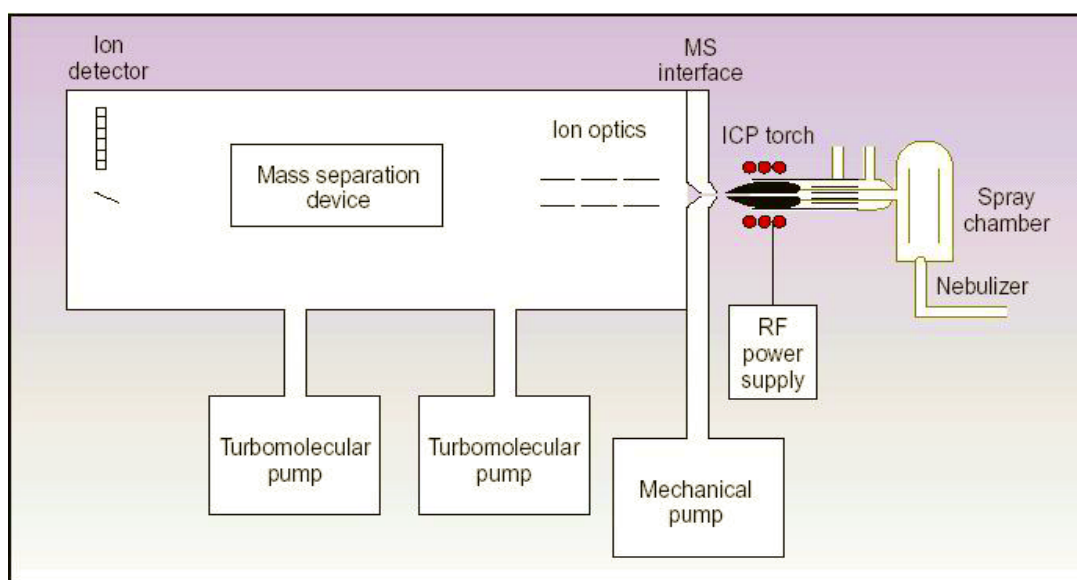 Ion
detector
MS
interface
Ion optics
ICP torch
Mass separation
device
Spray
chamber
Nebulizer
RF
power
supply
Turbomolecular
pump
Turbomolecular
pump
Mechanical
pump